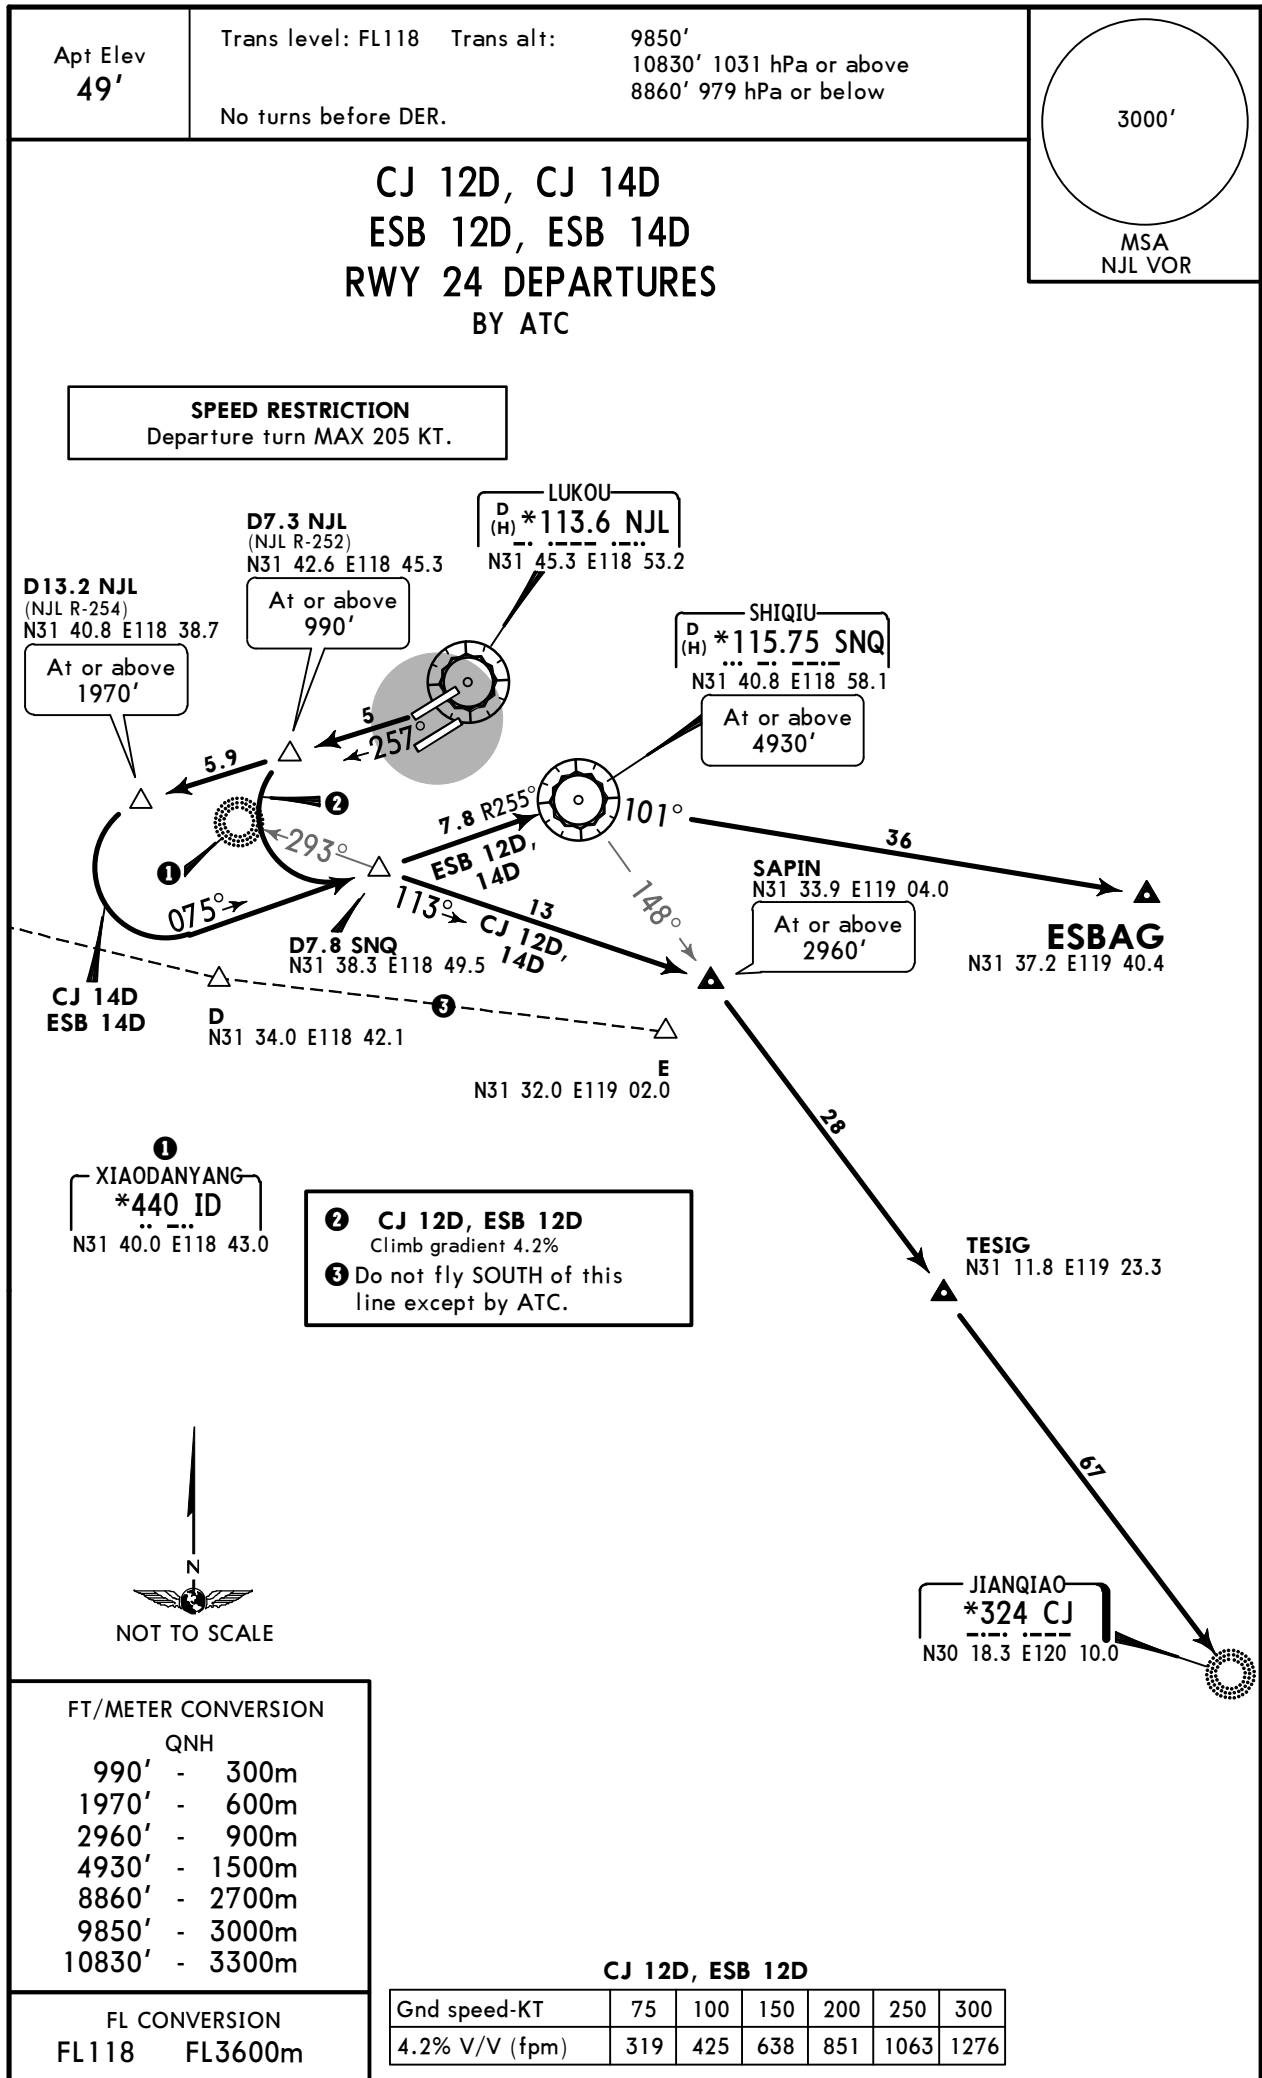 Apt Elev
49'
Trans level: FL118 Trans alt: 9850'
10830' 1031 hPa or above
8860' 979 hPa or below
No turns before DER.
3000'
MSA
NJL VOR
CJ 12D, CJ 14D
ESB 12D, ESB 14D
RWY 24 DEPARTURES
BY ATC
SPEED RESTRICTION
Departure turn MAX 205 KT.
LUKOU
D
(H) *113.6 NJL
N31 45.3 E118 53.2
D7.3 NJL
(NJL R-252)
N31 42.6 E118 45.3
At or above
990'
D13.2 NJL
(NJL R-254)
N31 40.8 E118 38.7
At or above
1970'
SHIQIU
D
(H) *115.75 SNQ
N31 40.8 E118 58.1
At or above
4930'
5
257°
5.9
2
1
293°
7.8 R255°
ESB 12D,
14D
101°
36
075°
113°
13
CJ 12D,
14D
148°
SAPIN
N31 33.9 E119 04.0
At or above
2960'
ESBAG
N31 37.2 E119 40.4
D7.8 SNQ
N31 38.3 E118 49.5
CJ 14D
ESB 14D
D
N31 34.0 E118 42.1
3
E
N31 32.0 E119 02.0
28
1
XIAODANYANG
*440 ID
N31 40.0 E118 43.0
2 CJ 12D, ESB 12D
Climb gradient 4.2%
3 Do not fly SOUTH of this
line except by ATC.
TESIG
N31 11.8 E119 23.3
67
N
NOT TO SCALE
JIANQIAO
*324 CJ
N30 18.3 E120 10.0
FT/METER CONVERSION
QNH
990' - 300m
1970' - 600m
2960' - 900m
4930' - 1500m
8860' - 2700m
9850' - 3000m
10830' - 3300m
FL CONVERSION
FL118 FL3600m
CJ 12D, ESB 12D
Gnd speed-KT 75 100 150 200 250 300
4.2% V/V (fpm) 319 425 638 851 1063 1276